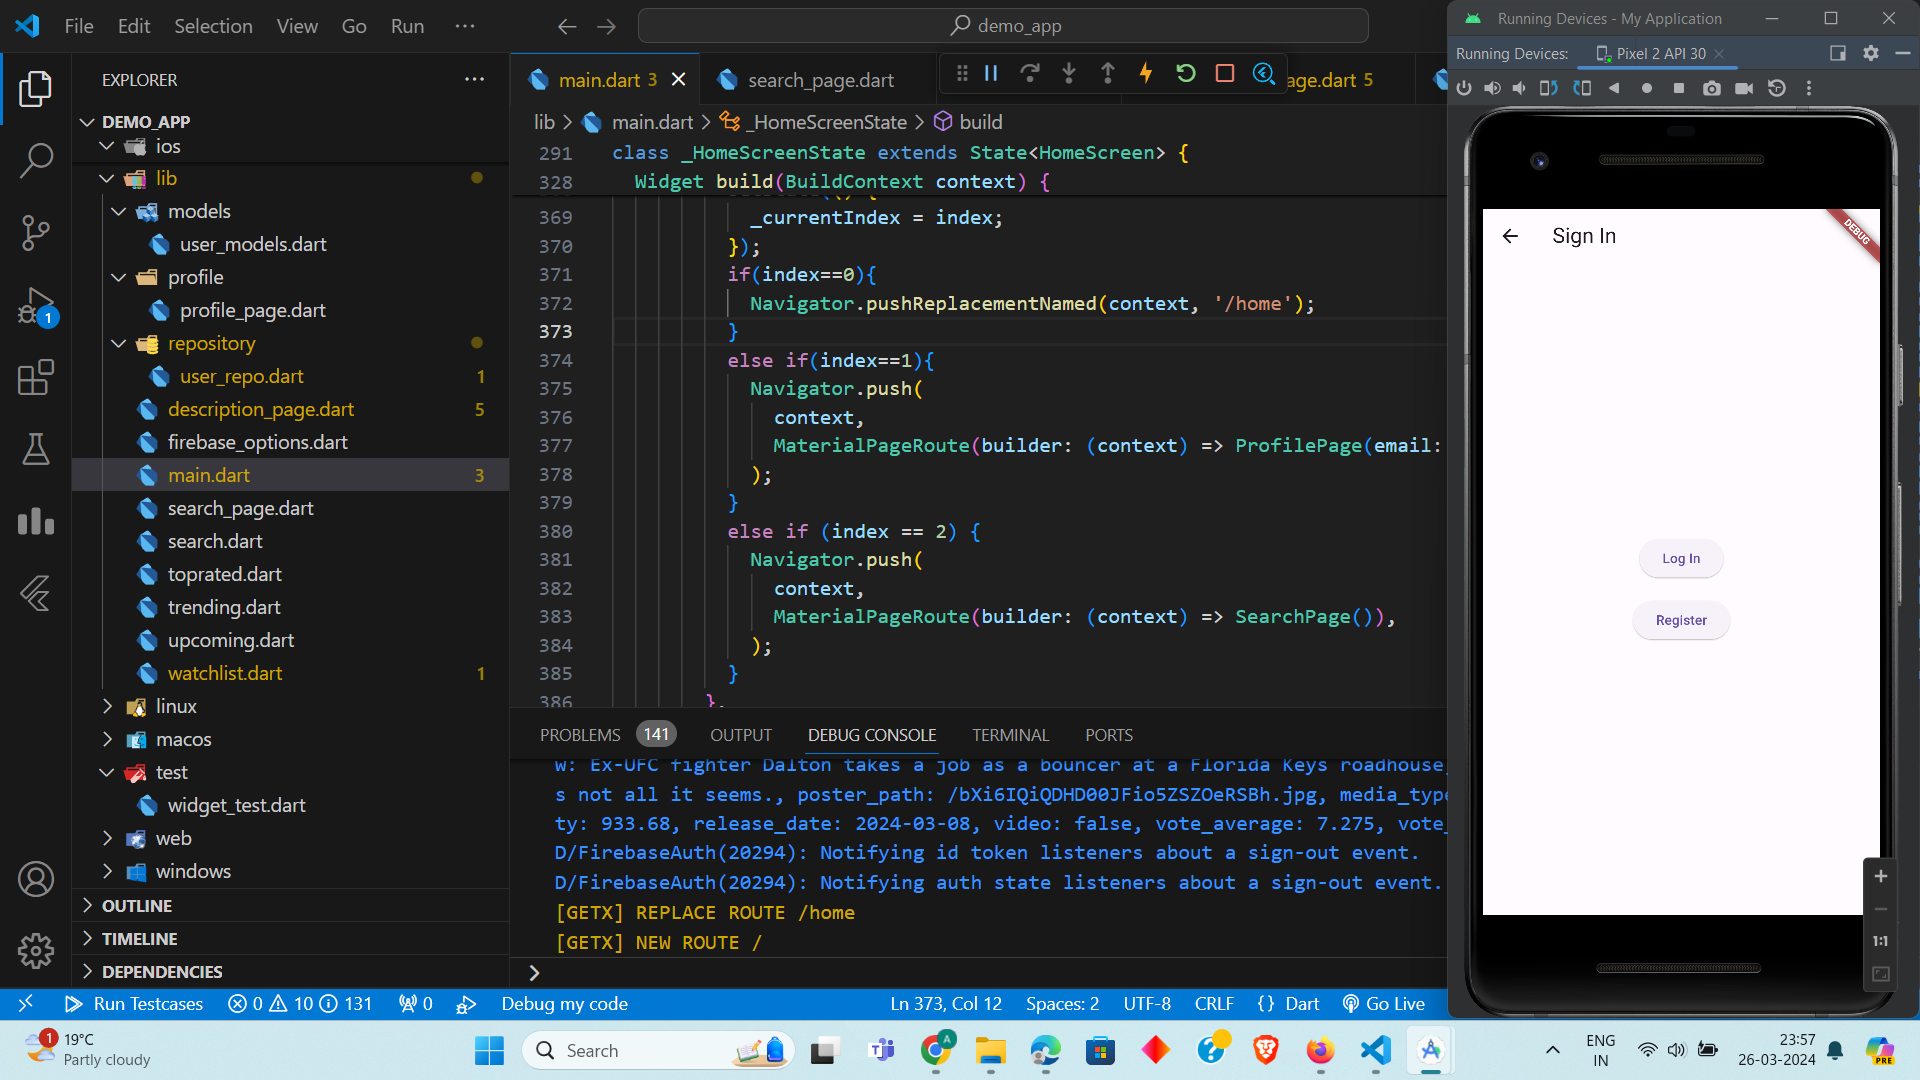 File Edit Selection View Go Run ···
demo_app
Running Devices - My Application
Running Devices: Pixel 2 API 30
EXPLORER
main.dart 3
search_page.dart
age.dart 5
DEMO_APP
ios
lib
models
user_models.dart
profile
profile_page.dart
repository
user_repo.dart 1
description_page.dart 5
firebase_options.dart
main.dart 3
search_page.dart
search.dart
toprated.dart
trending.dart
upcoming.dart
watchlist.dart 1
linux
macos
test
widget_test.dart
web
windows
OUTLINE
TIMELINE
DEPENDENCIES
1
lib > main.dart > _HomeScreenState > build
291 class _HomeScreenState extends State<HomeScreen> {
328 Widget build(BuildContext context) {
369 _currentIndex = index;
370 });
371 if(index==0){
372 Navigator.pushReplacementNamed(context, '/home');
373 }
374 else if(index==1){
375 Navigator.push(
376 context,
377 MaterialPageRoute(builder: (context) => ProfilePage(email:
378 );
379 }
380 else if (index == 2) {
381 Navigator.push(
382 context,
383 MaterialPageRoute(builder: (context) => SearchPage()),
384 );
385 }
386 },
PROBLEMS 141 OUTPUT DEBUG CONSOLE TERMINAL PORTS
w: Ex-UFC fighter Dalton takes a job as a bouncer at a Florida Keys roadhouse,
s not all it seems., poster_path: /bXi6IQiQDHD00JFio5ZSZOeRSBh.jpg, media_type
ty: 933.68, release_date: 2024-03-08, video: false, vote_average: 7.275, vote_
D/FirebaseAuth(20294): Notifying id token listeners about a sign-out event.
D/FirebaseAuth(20294): Notifying auth state listeners about a sign-out event.
[GETX] REPLACE ROUTE /home
[GETX] NEW ROUTE /
Sign In
DEBUG
Log In
Register
1:1
Run Testcases 0 10 131 0 Debug my code Ln 373, Col 12 Spaces: 2 UTF-8 CRLF {} Dart Go Live
1
19°C
Partly cloudy
Search
A
PRE
ENG
IN
23:57
26-03-2024